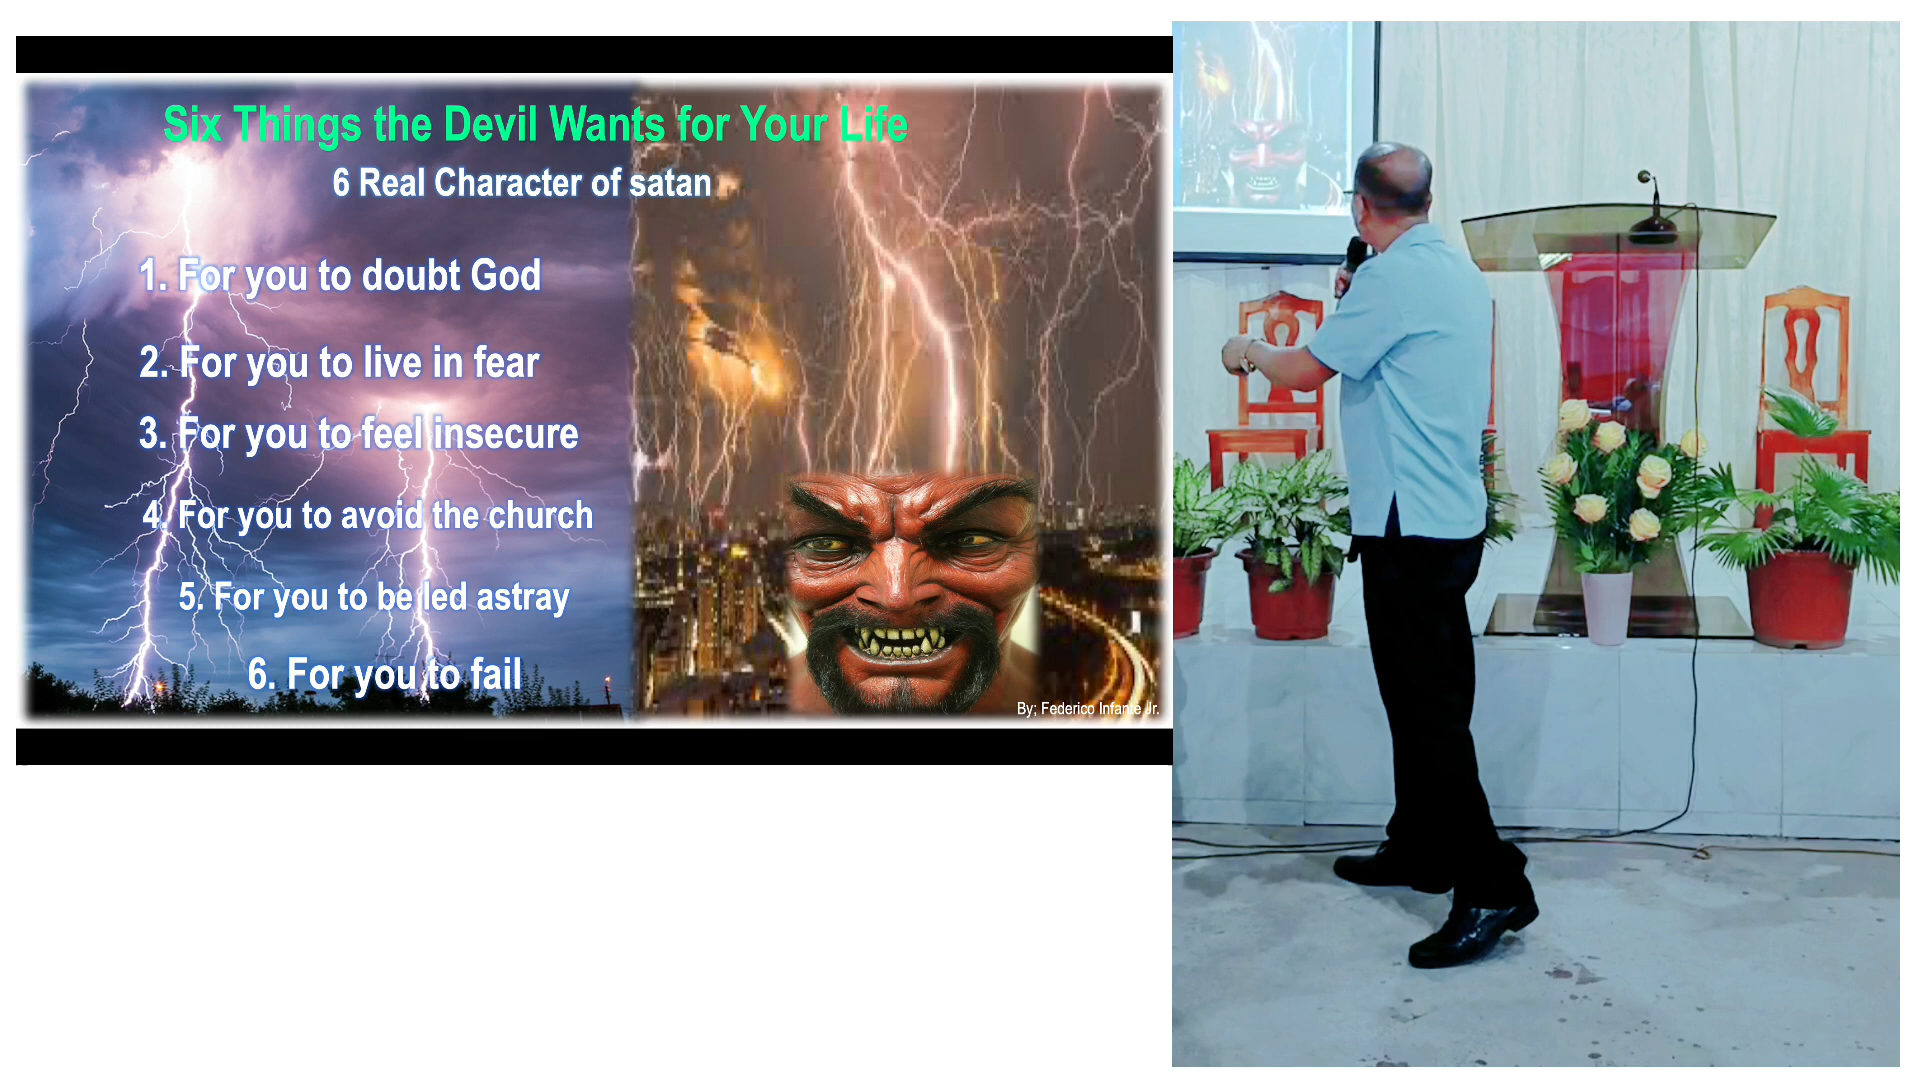 Six Things the Devil Wants for Your Life
6 Real Character of satan
1. For you to doubt God
2. For you to live in fear
3. For you to feel insecure
4. For you to avoid the church
5. For you to be led astray
6. For you to fail
By; Federico Infante Jr.